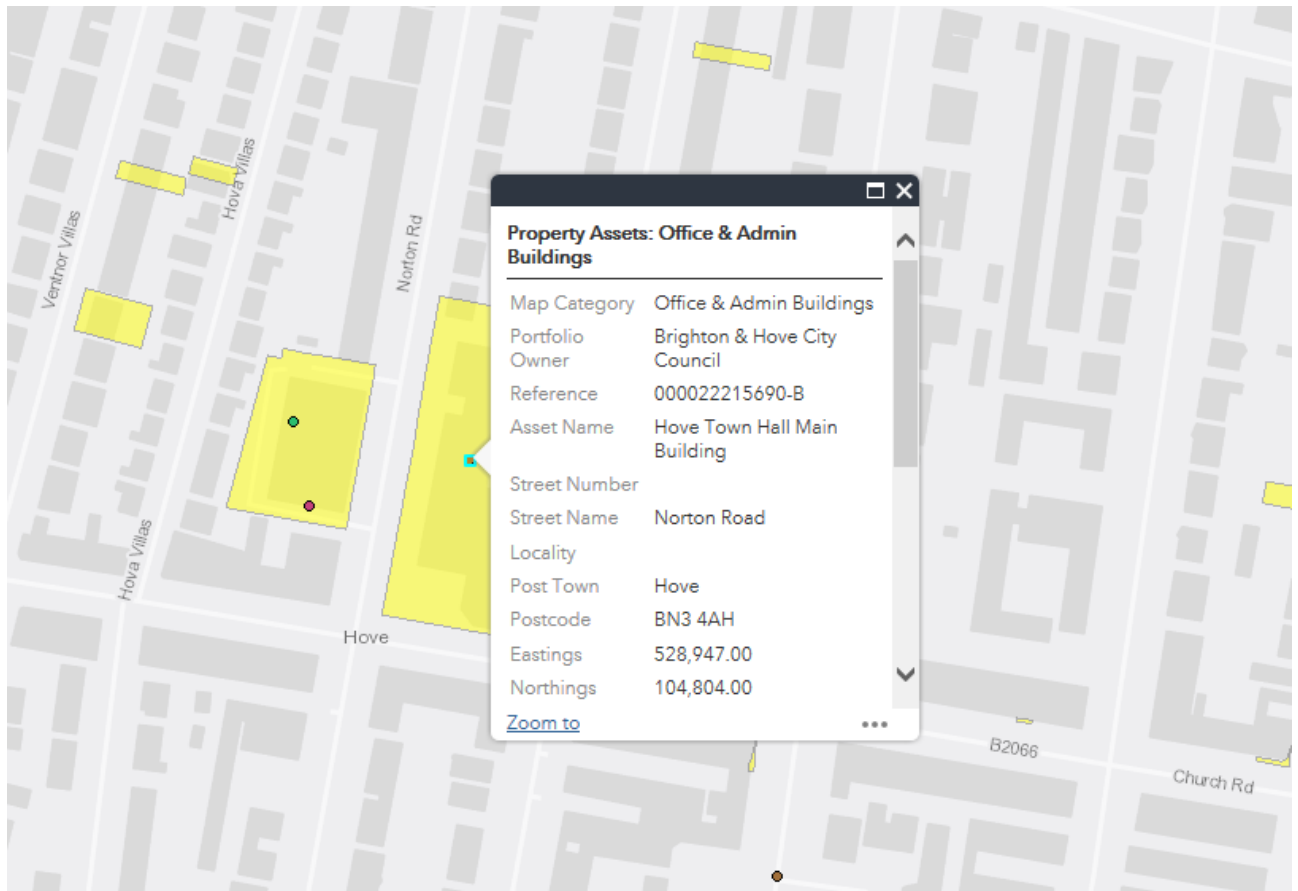 Property Assets: Office & Admin
Buildings
Map Category Office & Admin Buildings
Portfolio Brighton & Hove City
Owner Council
Reference 000022215690-B
Asset Name Hove Town Hall Main
Building
Street Number
Street Name Norton Road
Locality
Post Town Hove
Postcode BN3 4AH
Eastings 528,947.00
Northings 104,804.00
Zoom to
Ventnor Villas
Hova Villas
Norton Rd
Hova Villas
Hove
B2066
Church Rd